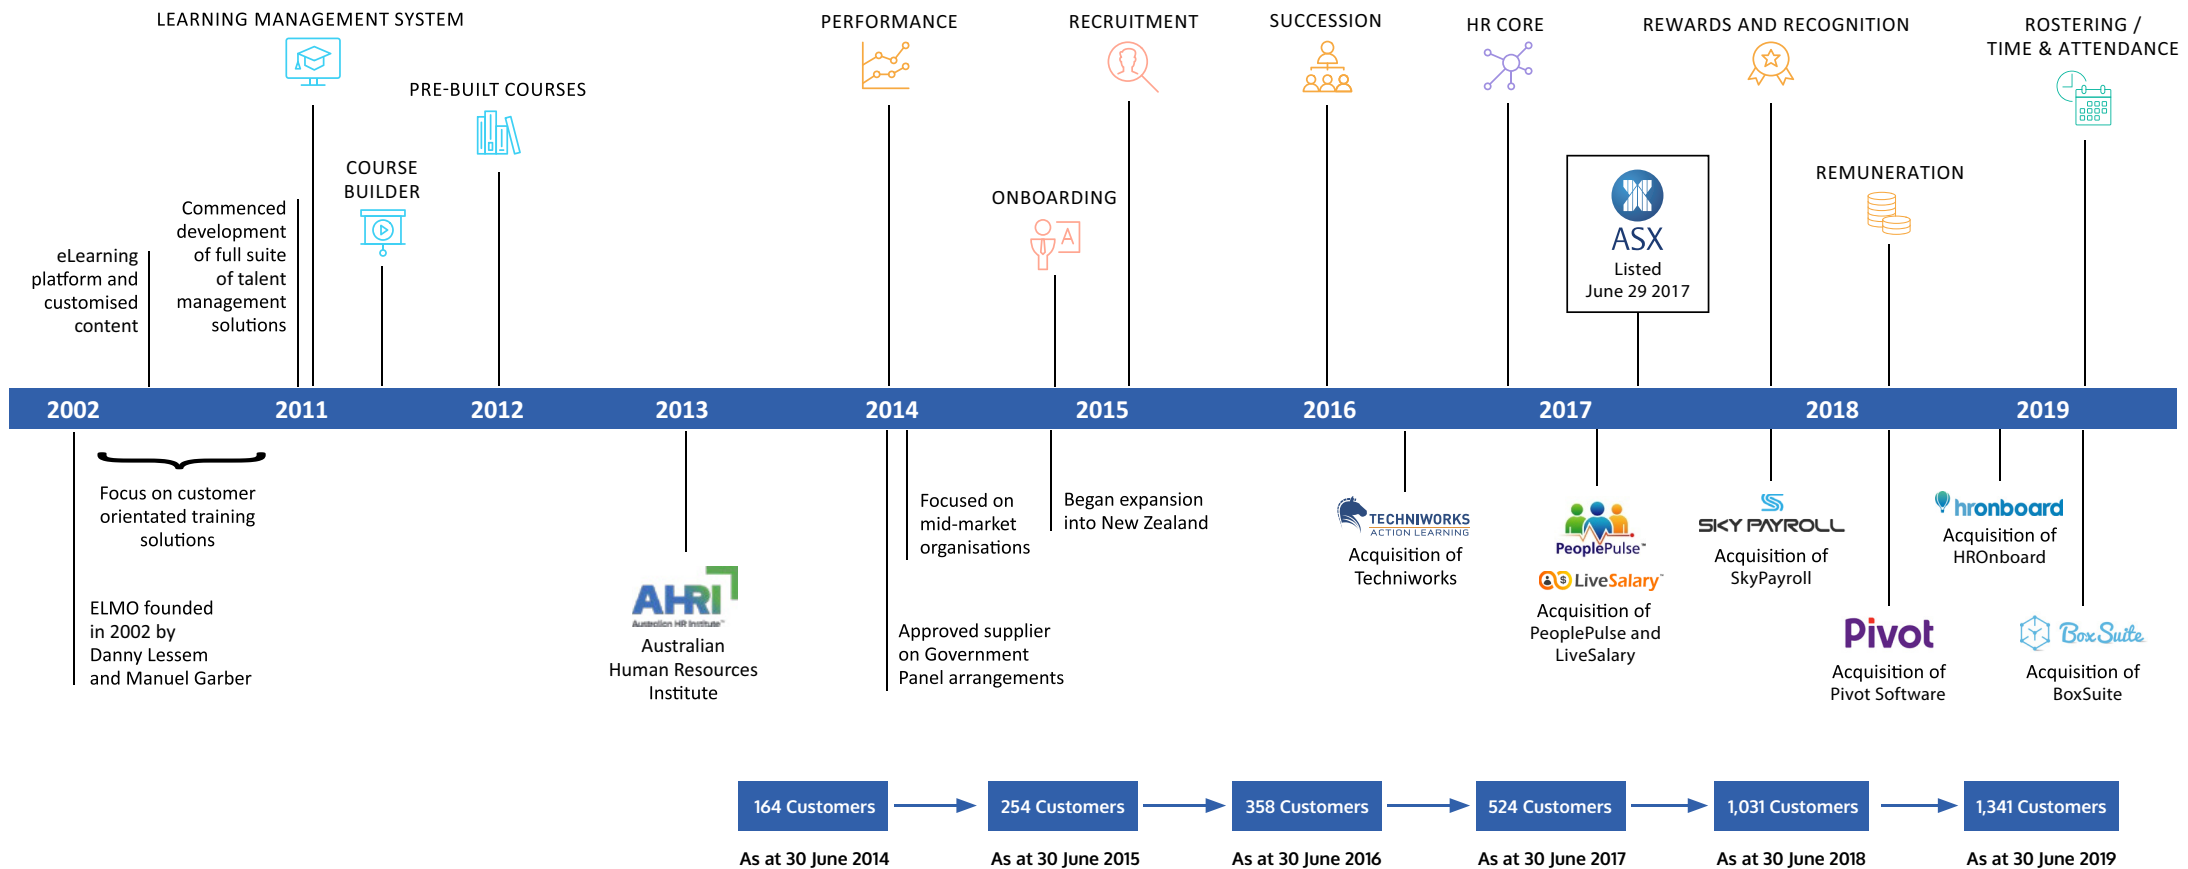 LEARNING MANAGEMENT SYSTEM
PERFORMANCE
RECRUITMENT
SUCCESSION
HR CORE
REWARDS AND RECOGNITION
ROSTERING /
TIME & ATTENDANCE
PRE-BUILT COURSES
COURSE
BUILDER
ONBOARDING
A
REMUNERATION
ASX
Listed
June 29 2017
eLearning
platform and
customised
content
Commenced
development
of full suite
of talent
management
solutions
2002
2011
2012
2013
2014
2015
2016
2017
2018
2019
Focus on customer
orientated training
solutions
ELMO founded
in 2002 by
Danny Lessem
and Manuel Garber
AHRI
Australian HR Institute™
Australian
Human Resources
Institute
Focused on
mid-market
organisations
Approved supplier
on Government
Panel arrangements
Began expansion
into New Zealand
TECHNIWORKS
ACTION LEARNING
Acquisition of
Techniworks
PeoplePulse™
$ LiveSalary™
Acquisition of
PeoplePulse and
LiveSalary
SKY PAYROLL
Acquisition of
SkyPayroll
Pivot
Acquisition of
Pivot Software
hronboard
Acquisition of
HROnboard
BoxSuite
Acquisition of
BoxSuite
164 Customers
254 Customers
358 Customers
524 Customers
1,031 Customers
1,341 Customers
As at 30 June 2014
As at 30 June 2015
As at 30 June 2016
As at 30 June 2017
As at 30 June 2018
As at 30 June 2019